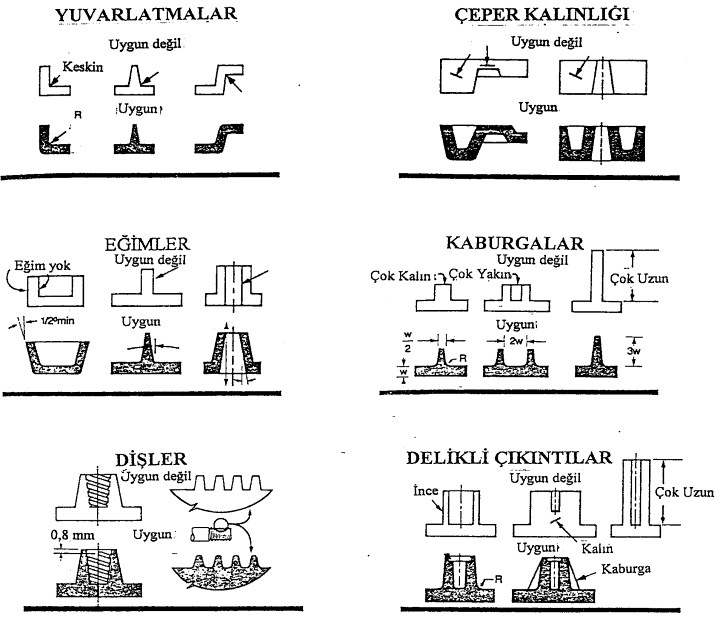 YUVARLATMALAR
Uygun değil
Keskin
R
Uygun
ÇEPER KALINLIĞI
Uygun değil
Uygun
EĞİMLER
Uygun değil
Eğim yok
1/2°min
Uygun
KABURGALAR
Uygun değil
Çok Kalın
Çok Yakın
Çok Uzun
Uygun
w
2
2w
3w
R
w
DİŞLER
Uygun değil
0,8 mm
Uygun
DELİKLİ ÇIKINTILAR
Uygun değil
İnce
Çok Uzun
Uygun
Kalın
R
Kaburga